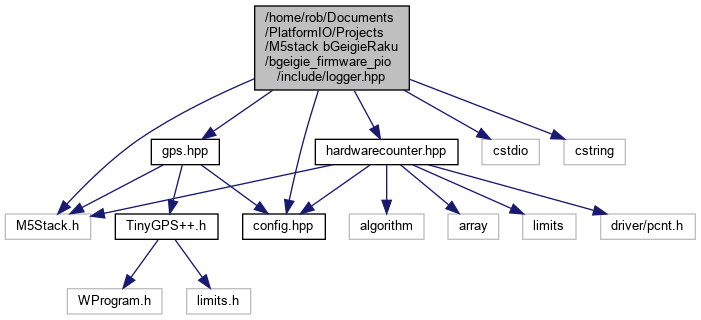 /home/rob/Documents
/PlatformIO/Projects
/M5stack bGeigieRaku
/bgeigie_firmware_pio
/include/logger.hpp
gps.hpp
hardwarecounter.hpp
cstdio
cstring
M5Stack.h
TinyGPS++.h
config.hpp
algorithm
array
limits
driver/pcnt.h
WProgram.h
limits.h